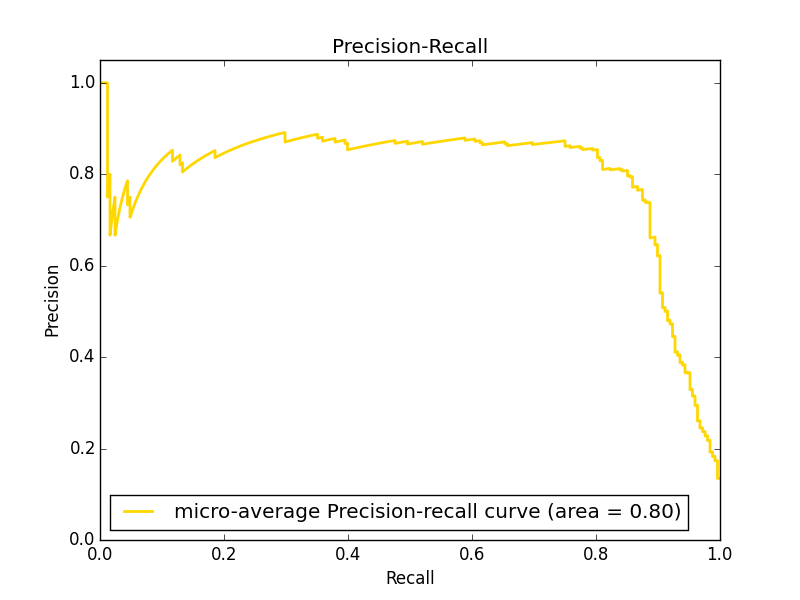 Precision-Recall
1.0
0.8
0.6
0.4
0.2
0.0
Precision
micro-average Precision-recall curve (area = 0.80)
0.0 0.2 0.4 0.6 0.8 1.0
Recall